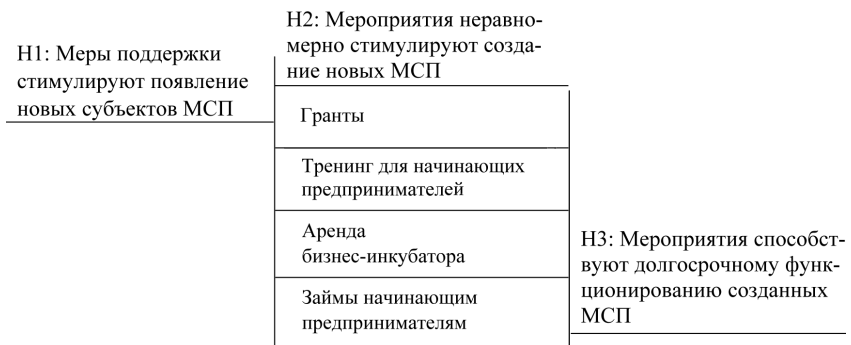 Н1: Меры поддержки
стимулируют появление
новых субъектов МСП
Н2: Мероприятия неравно-
мерно стимулируют созда-
ние новых МСП
Гранты
Тренинг для начинающих
предпринимателей
Аренда
бизнес-инкубатора
Займы начинающим
предпринимателям
Н3: Мероприятия способст-
вуют долгосрочному функ-
ционированию созданных
МСП